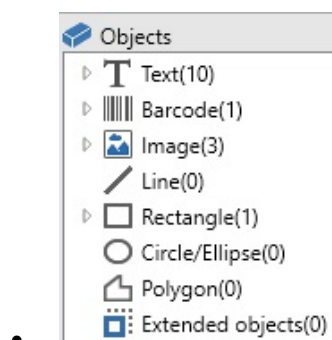 Objects
Text(10)
Barcode(1)
Image(3)
Line(0)
Rectangle(1)
Circle/Ellipse(0)
Polygon(0)
Extended objects(0)